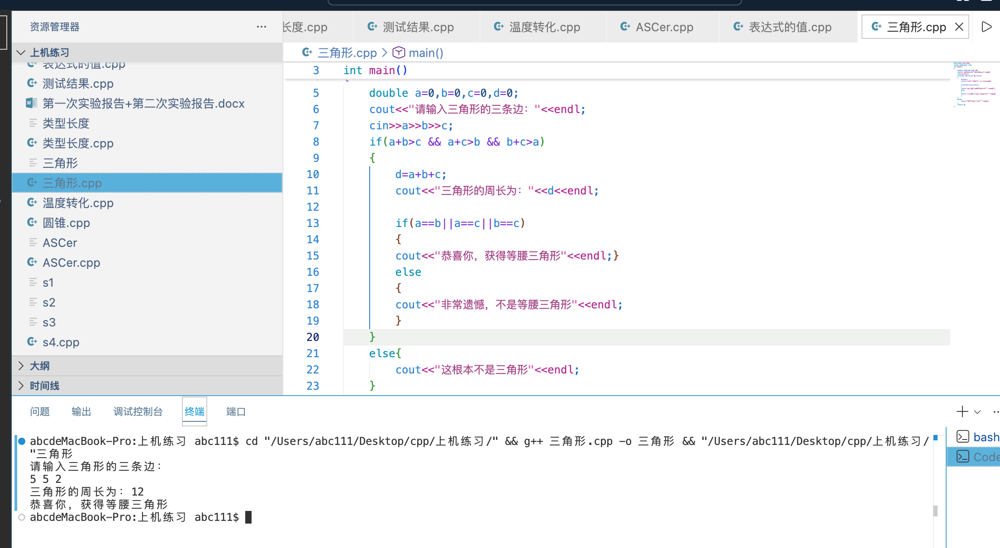 资源管理器
···
上机练习
表达式的值.cpp
测试结果.cpp
第一次实验报告+第二次实验报告.docx
类型长度
类型长度.cpp
三角形
三角形.cpp
温度转化.cpp
圆锥.cpp
ASCer
ASCer.cpp
s1
s2
s3
s4.cpp
大纲
时间线
长度.cpp
测试结果.cpp
温度转化.cpp
ASCer.cpp
表达式的值.cpp
三角形.cpp
三角形.cpp > main()
3 int main()
5 double a=0,b=0,c=0,d=0;
6 cout<<"请输入三角形的三条边："<<endl;
7 cin>>a>>b>>c;
8 if(a+b>c && a+c>b && b+c>a)
9 {
10 d=a+b+c;
11 cout<<"三角形的周长为："<<d<<endl;
12
13 if(a==b||a==c||b==c)
14 {
15 cout<<"恭喜你，获得等腰三角形"<<endl;}
16 else
17 {
18 cout<<"非常遗憾，不是等腰三角形"<<endl;
19 }
20 }
21 else{
22 cout<<"这根本不是三角形"<<endl;
23 }
问题 输出 调试控制台 终端 端口
abcdeMacBook-Pro:上机练习 abc111$ cd "/Users/abc111/Desktop/cpp/上机练习/" && g++ 三角形.cpp -o 三角形 && "/Users/abc111/Desktop/cpp/上机练习/
"三角形
请输入三角形的三条边：
5 5 2
三角形的周长为：12
恭喜你，获得等腰三角形
abcdeMacBook-Pro:上机练习 abc111$
bash
Code